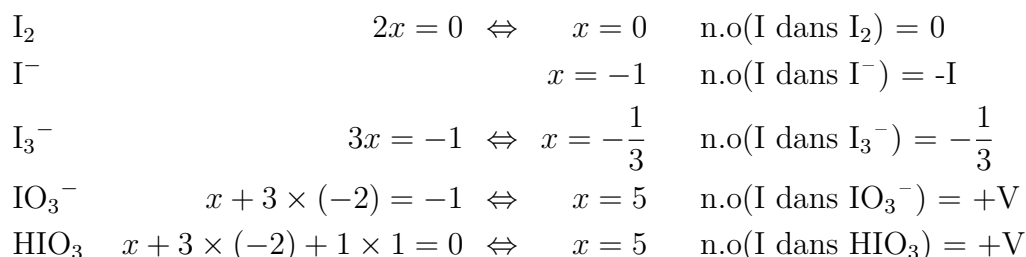 I₂ 2x = 0 ⇔ x = 0 n.o(I dans I₂) = 0
I⁻ x = −1 n.o(I dans I⁻) = -I
I₃⁻ 3x = −1 ⇔ x = −1/3 n.o(I dans I₃⁻) = −1/3
IO₃⁻ x + 3 × (−2) = −1 ⇔ x = 5 n.o(I dans IO₃⁻) = +V
HIO₃ x + 3 × (−2) + 1 × 1 = 0 ⇔ x = 5 n.o(I dans HIO₃) = +V